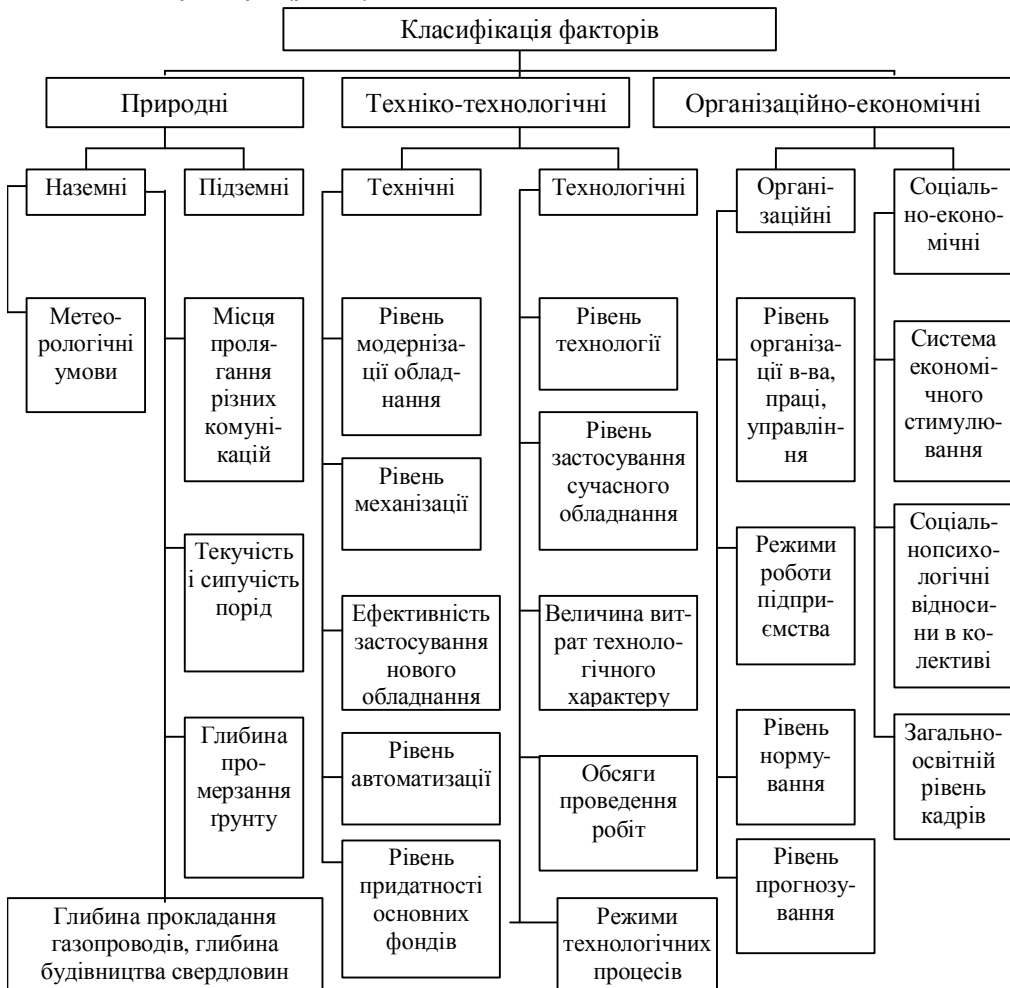 Класифікація факторів
Природні
Техніко-технологічні
Організаційно-економічні
Наземні
Підземні
Технічні
Технологічні
Органі-
заційні
Соціаль-
но-еконо-
мічні
Метео-
рологічні
умови
Місця
проля-
гання
різних
комуні-
кацій
Рівень
модерніза-
ції облад-
нання
Рівень
технології
Рівень
організа-
ції в-ва,
праці,
управлін-
ня
Система
економі-
чного
стимулю-
вання
Рівень
механізації
Рівень
застосування
сучасного
обладнання
Текучість
і сипучість
порід
Ефективність
застосування
нового
обладнання
Величина вит-
рат техноло-
гічного
характеру
Режими
роботи
підпри-
ємства
Соціаль-
нопсихо-
логічні
відноси-
ни в ко-
лективі
Глибина
про-
мерзання
ґрунту
Рівень
автоматизації
Обсяги
проведення
робіт
Рівень
норму-
вання
Загально-
освітній
рівень
кадрів
Глибина прокладання
газопроводів, глибина
будівництва свердловин
Рівень
придатності
основних
фондів
Режими
технологічних
процесів
Рівень
прогнозу-
вання